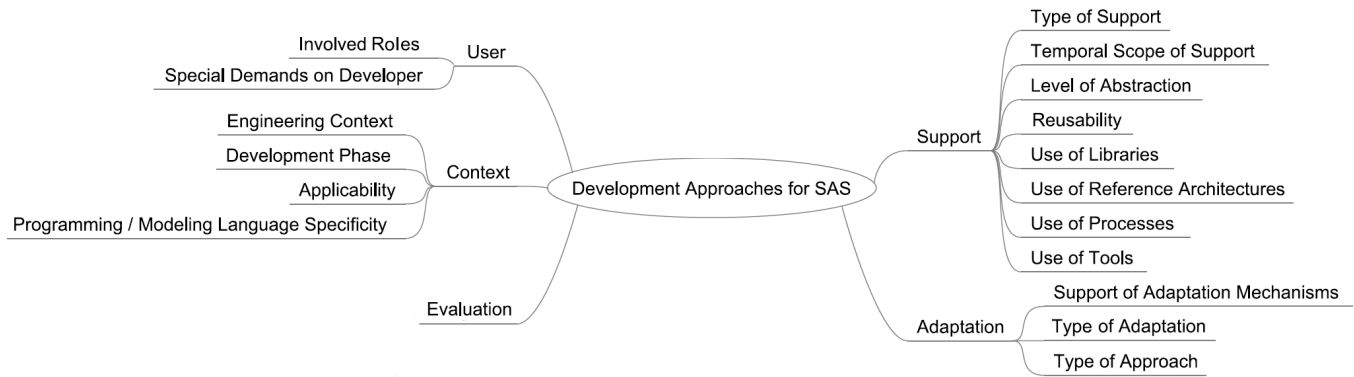 Involved Roles
Special Demands on Developer
User
Engineering Context
Development Phase
Applicability
Programming / Modeling Language Specificity
Context
Evaluation
Development Approaches for SAS
Support
Type of Support
Temporal Scope of Support
Level of Abstraction
Reusability
Use of Libraries
Use of Reference Architectures
Use of Processes
Use of Tools
Adaptation
Support of Adaptation Mechanisms
Type of Adaptation
Type of Approach